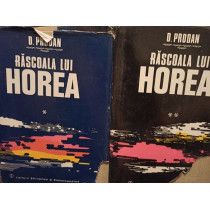 D. PRODAN
RĂSCOALA LUI
HOREA
*
D. PRODAN
RĂSCOALA LUI
HOREA
**